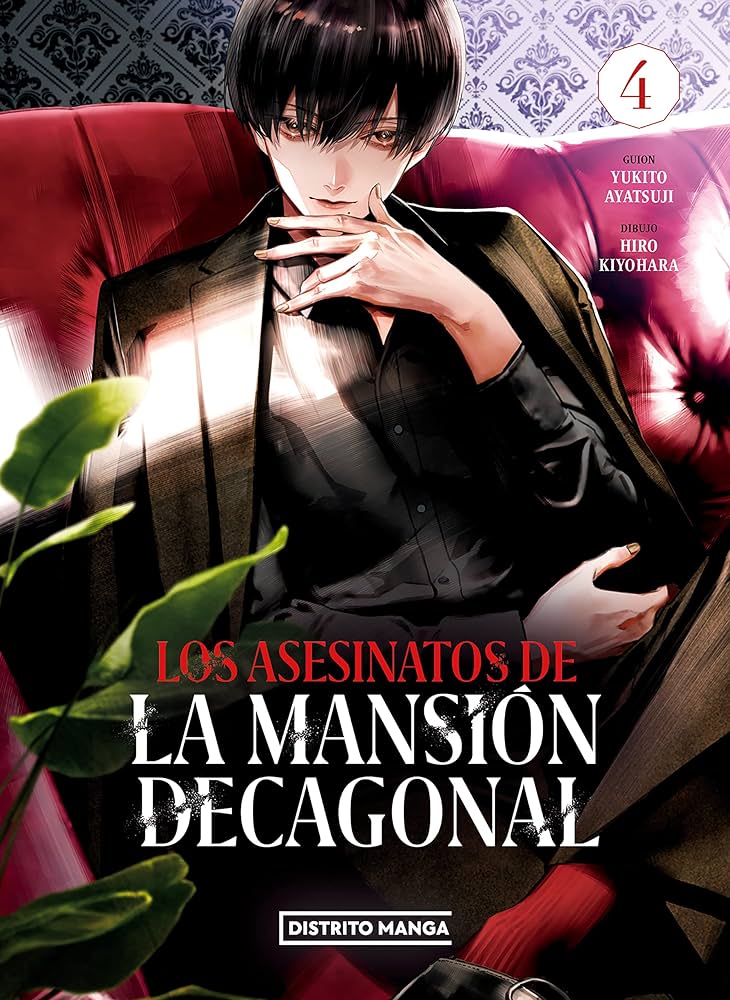 4
GUION
YUKITO
AYATSUJI
DIBUJO
HIRO
KIYOHARA
LOS ASESINATOS DE
LA MANSIÓN
DECAGONAL
DISTRITO MANGA